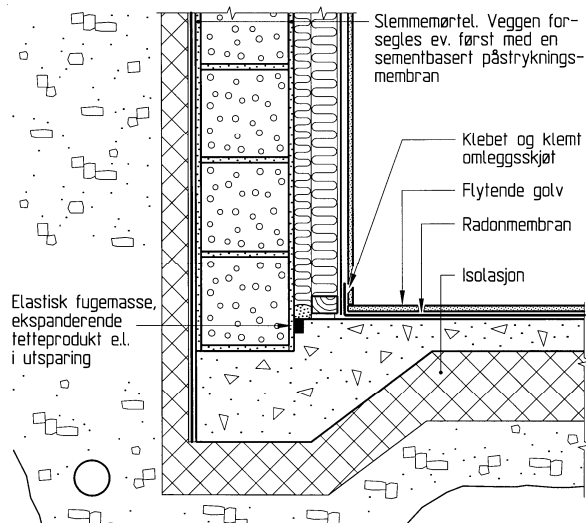 Slemmemørtel. Veggen for-
segles ev. først med en
sementbasert påstryknings-
membran
Klebet og klemt
omleggsskjøt
Flytende golv
Radonmembran
Isolasjon
Elastisk fugemasse,
ekspanderende
tetteprodukt e.l.
i utsparing